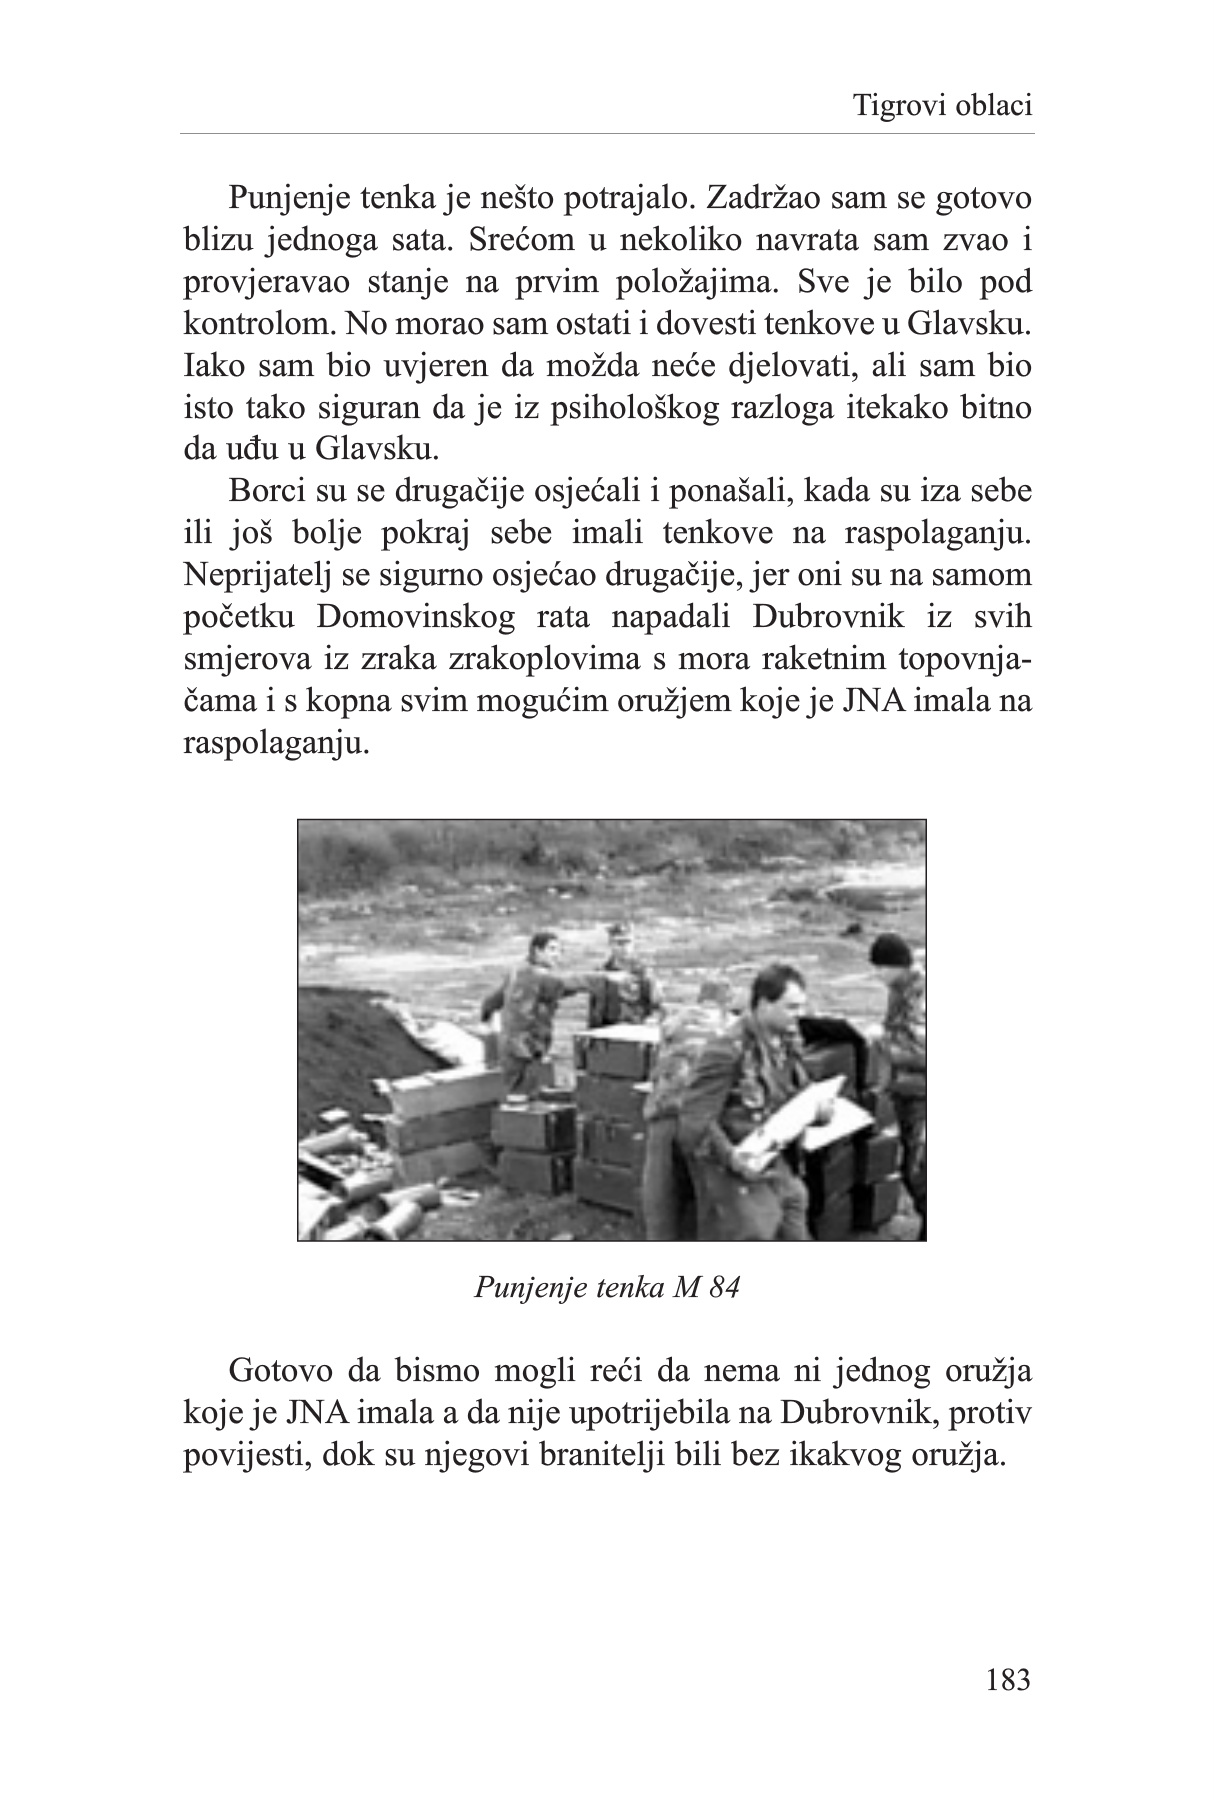 Tigrovi oblaci
Punjenje tenka je nešto potrajalo. Zadržao sam se gotovo
blizu jednoga sata. Srećom u nekoliko navrata sam zvao i
provjeravao stanje na prvim položajima. Sve je bilo pod
kontrolom. No morao sam ostati i dovesti tenkove u Glavsku.
Iako sam bio uvjeren da možda neće djelovati, ali sam bio
isto tako siguran da je iz psihološkog razloga itekako bitno
da uđu u Glavsku.
Borci su se drugačije osjećali i ponašali, kada su iza sebe
ili još bolje pokraj sebe imali tenkove na raspolaganju.
Neprijatelj se sigurno osjećao drugačije, jer oni su na samom
početku Domovinskog rata napadali Dubrovnik iz svih
smjerova iz zraka zrakoplovima s mora raketnim topovnja-
čama i s kopna svim mogućim oružjem koje je JNA imala na
raspolaganju.
Punjenje tenka M 84
Gotovo da bismo mogli reći da nema ni jednog oružja
koje je JNA imala a da nije upotrijebila na Dubrovnik, protiv
povijesti, dok su njegovi branitelji bili bez ikakvog oružja.
183